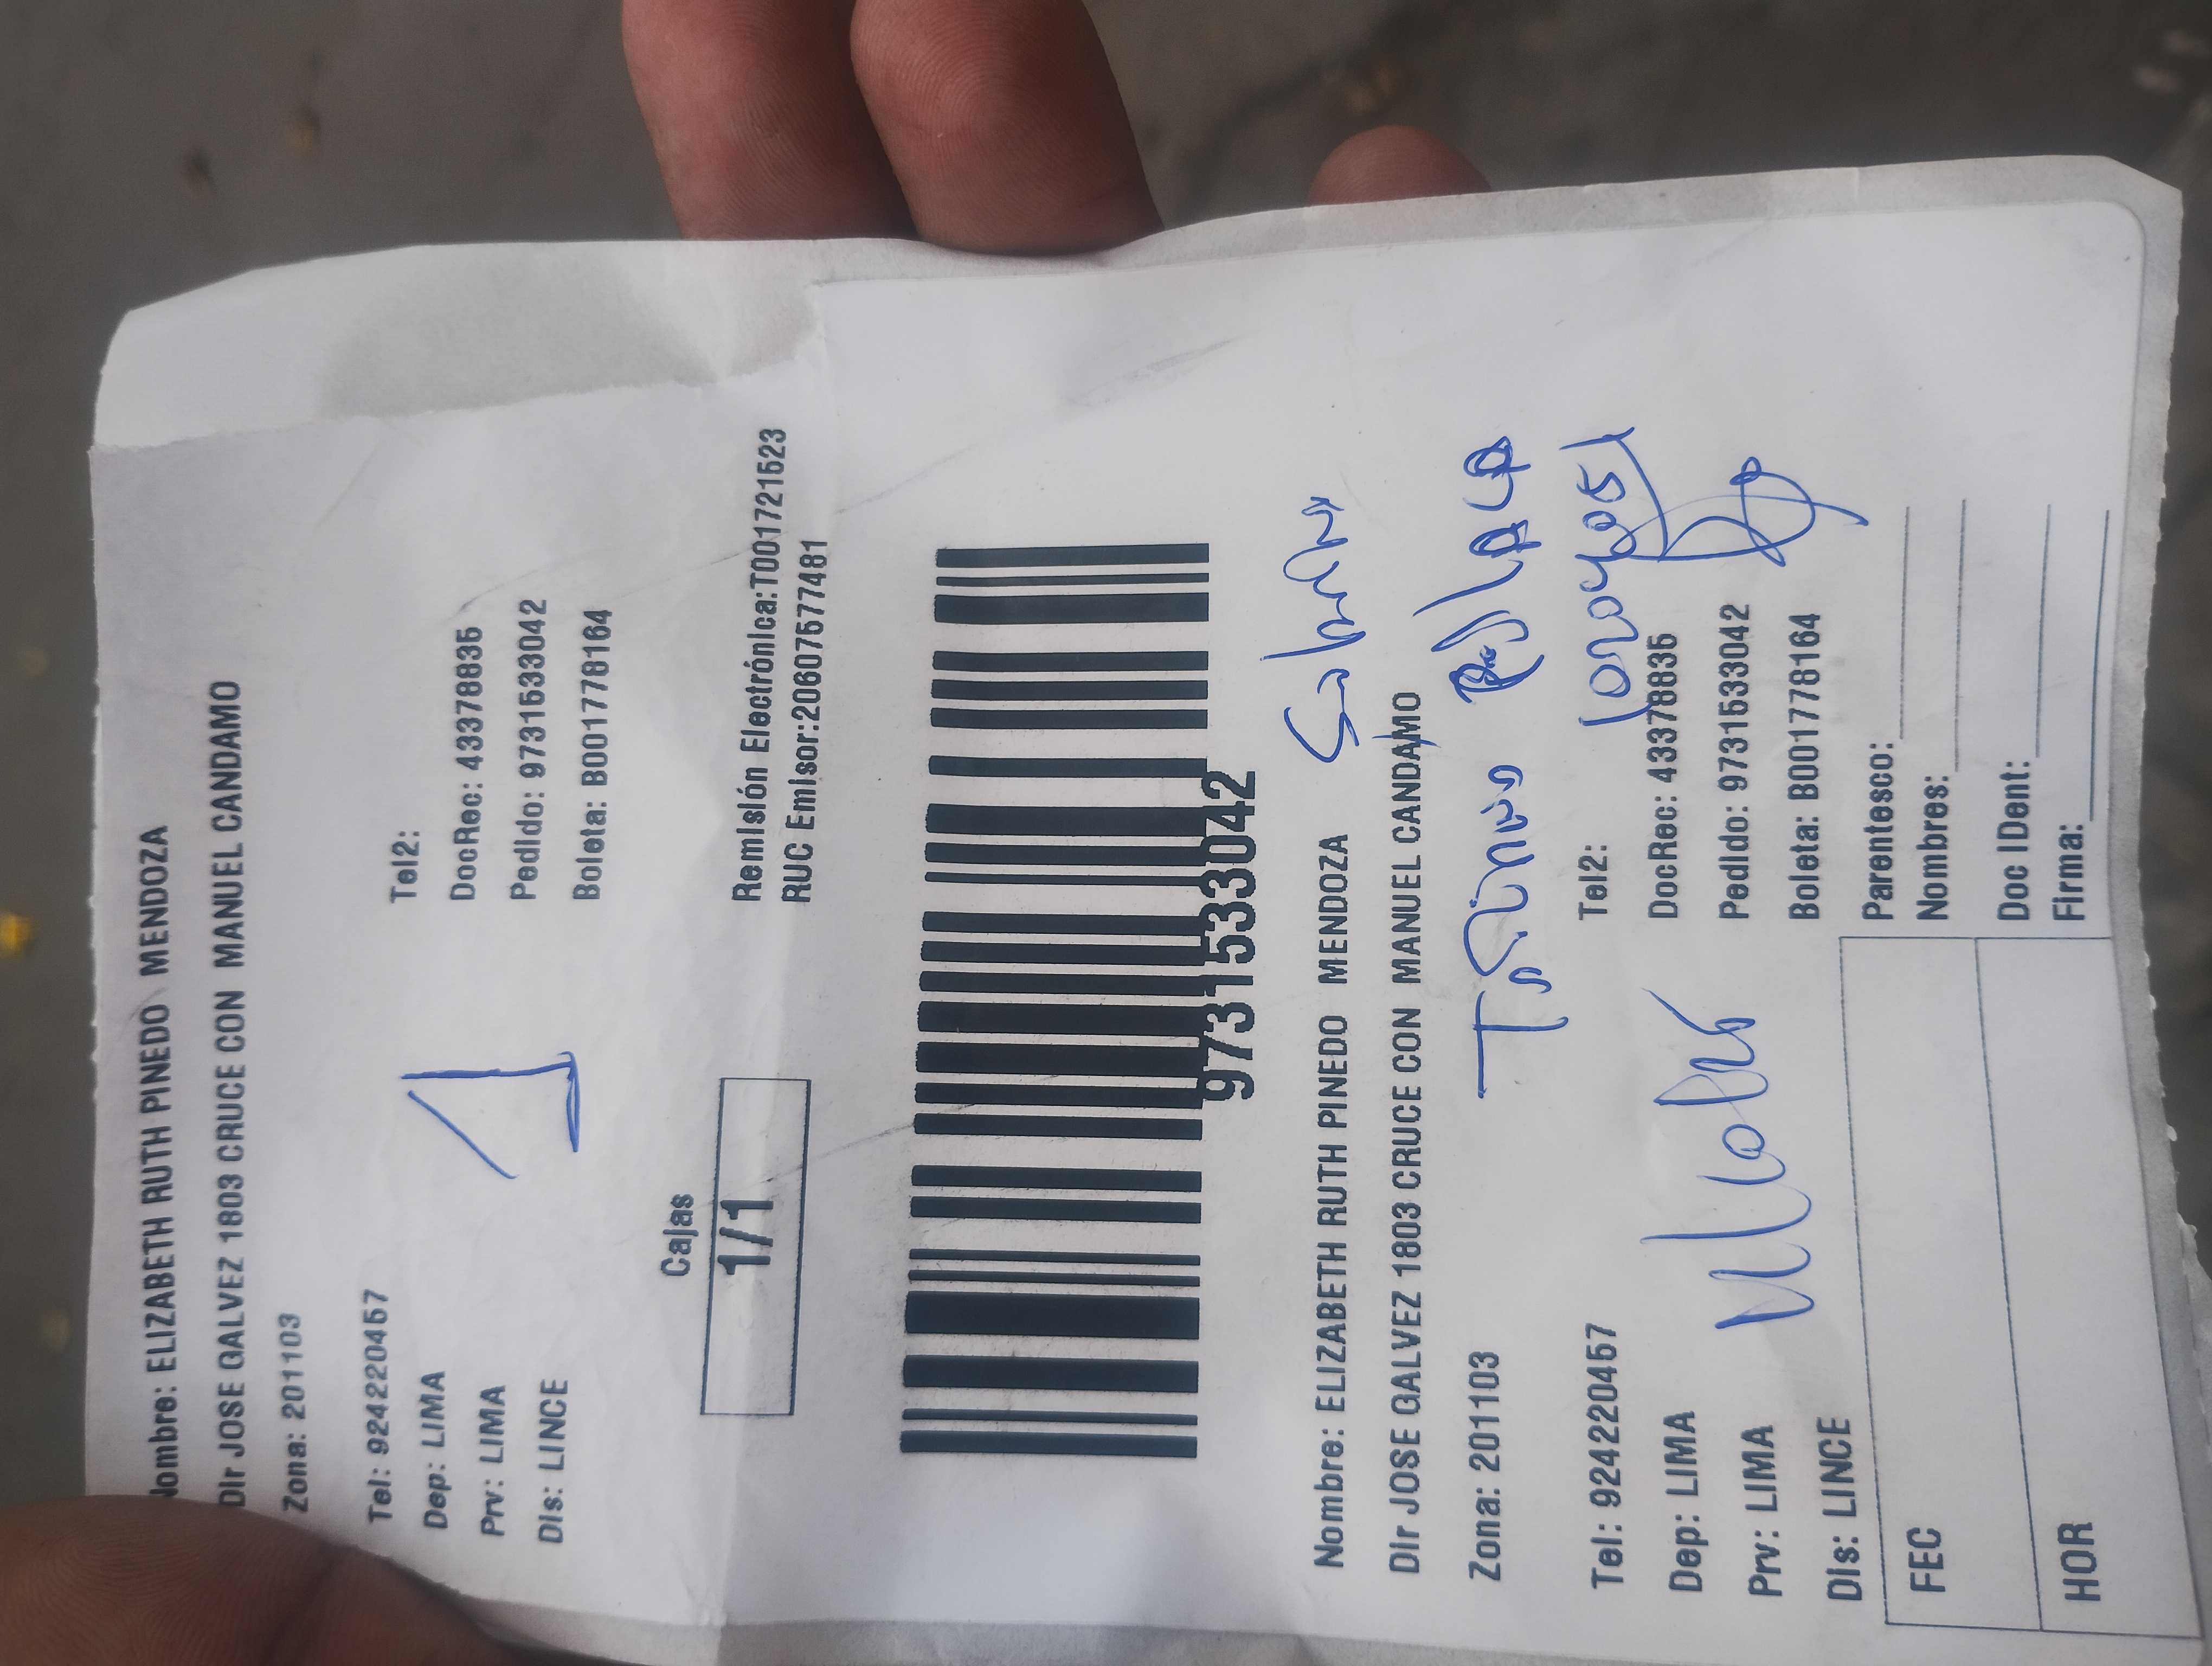 Nombre: ELIZABETH RUTH PINEDO MENDOZA
Dir JOSE GALVEZ 1803 CRUCE CON MANUEL CANDAMO
Zona: 201103
Tel: 924220457 Tel2:
Dep: LIMA DocRec: 43378835
Prv: LIMA Pedido: 9731533042
Dis: LINCE Boleta: B001778164
1
Cajas
1/1
Remisión Electrónica:T001721523
RUC Emisor:20607577481
9731533042
Nombre: ELIZABETH RUTH PINEDO MENDOZA
Dir JOSE GALVEZ 1803 CRUCE CON MANUEL CANDAMO
Zona: 201103
Tel: 924220457 Tel2:
Dep: LIMA DocRec: 43378835
Prv: LIMA Pedido: 9731533042
Dis: LINCE Boleta: B001778164
FEC
HOR
Parentesco:
Nombres:
Doc IDent:
Firma: